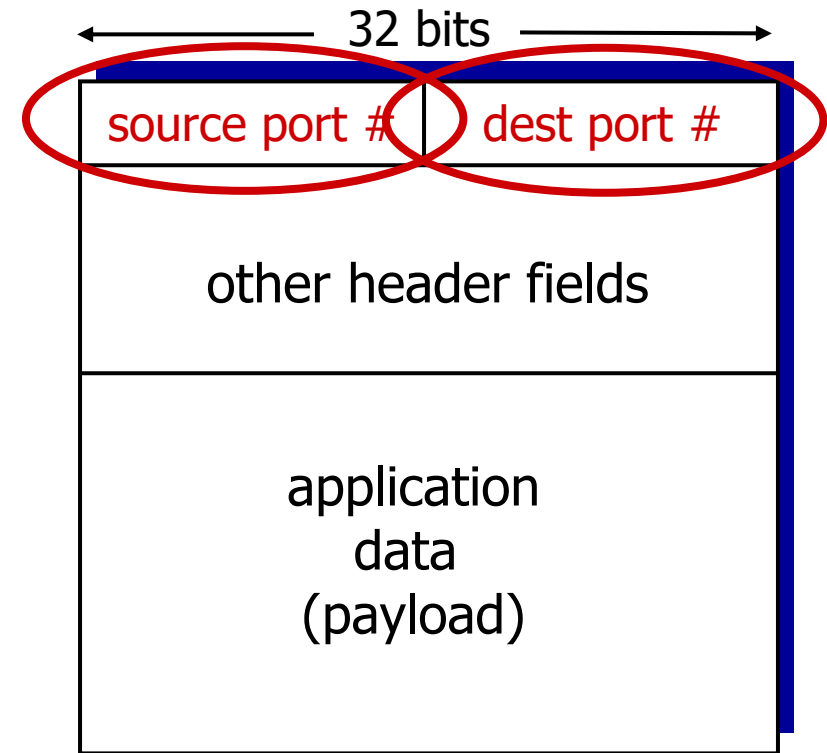 32 bits
source port #
dest port #
other header fields
application
data
(payload)